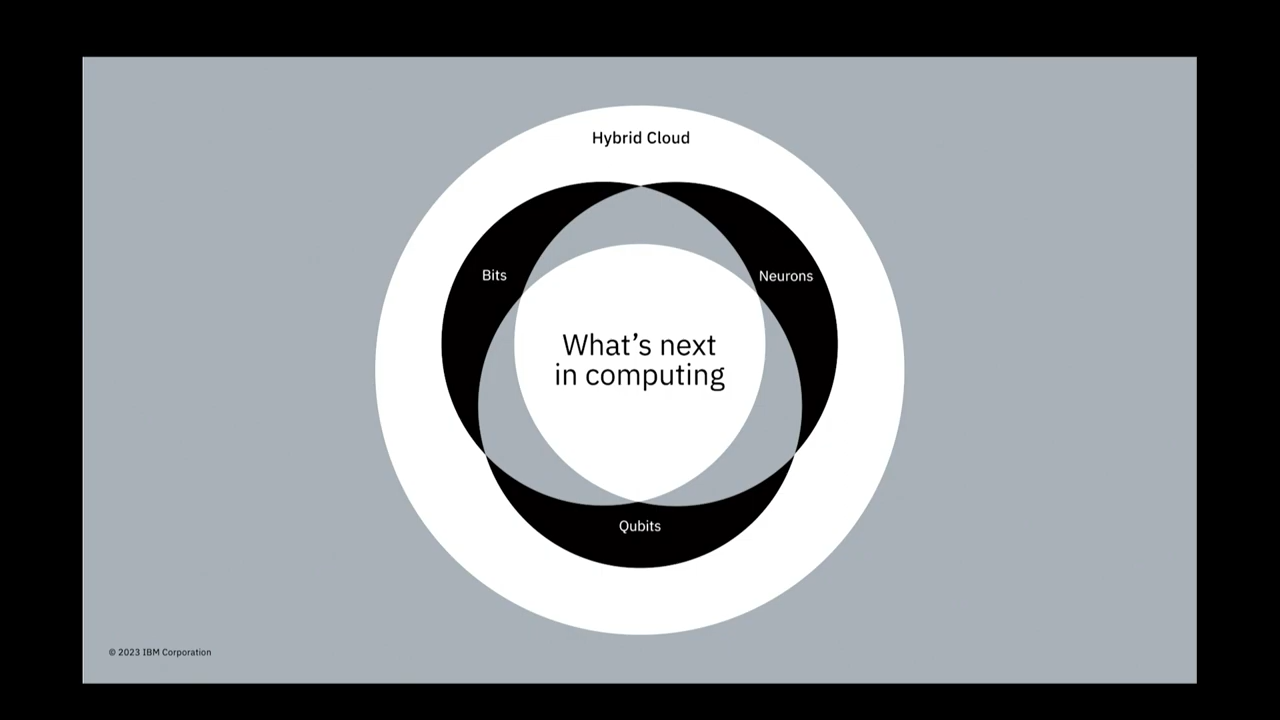 Hybrid Cloud
Bits
Neurons
What’s next
in computing
Qubits
© 2023 IBM Corporation